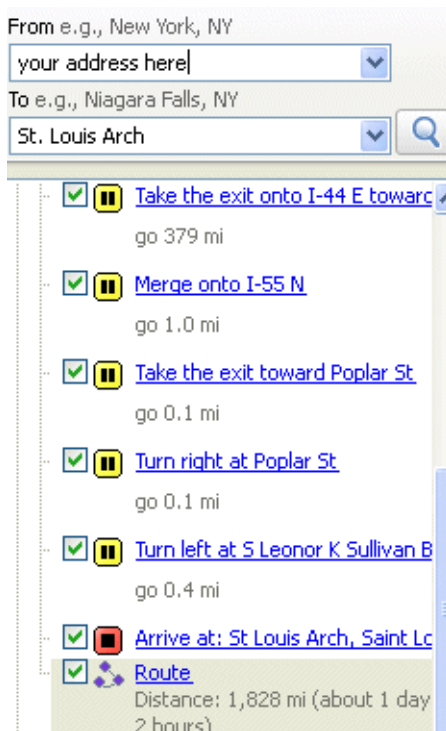 From e.g., New York, NY
your address here
To e.g., Niagara Falls, NY
St. Louis Arch
Take the exit onto I-44 E toward
go 379 mi
Merge onto I-55 N
go 1.0 mi
Take the exit toward Poplar St
go 0.1 mi
Turn right at Poplar St
go 0.1 mi
Turn left at S Leonor K Sullivan B
go 0.4 mi
Arrive at: St Louis Arch, Saint Lo
Route
Distance: 1,828 mi (about 1 day
2 hours)